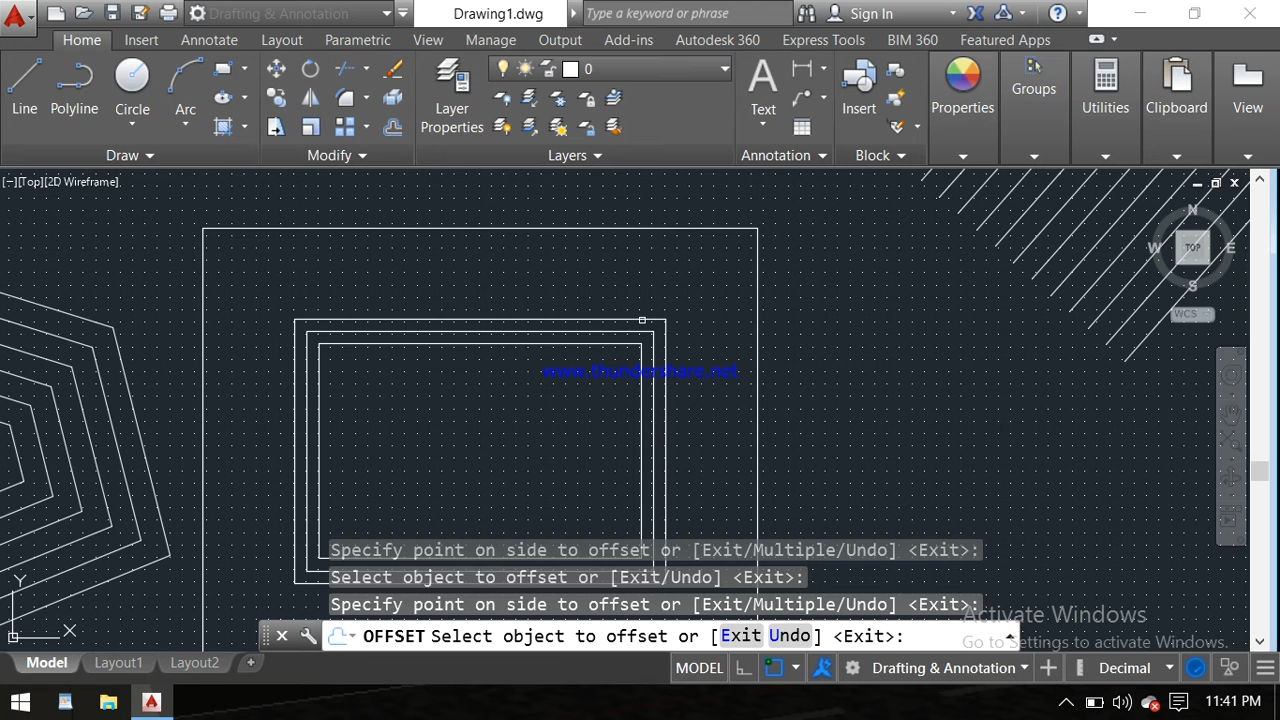 Drafting & Annotation
Drawing1.dwg
Type a keyword or phrase
Sign In
Home Insert Annotate Layout Parametric View Manage Output Add-ins Autodesk 360 Express Tools BIM 360 Featured Apps
0
Line Polyline Circle Arc
Layer
Properties
Text
Insert
Properties
Groups
Utilities
Clipboard
View
Draw
Modify
Layers
Annotation
Block
[−][Top][2D Wireframe]
N
W TOP E
S
WCS
www.thundershare.net
Specify point on side to offset or [Exit/Multiple/Undo] <Exit>:
Select object to offset or [Exit/Undo] <Exit>:
Specify point on side to offset or [Exit/Multiple/Undo] <Exit>:
OFFSET Select object to offset or [Exit Undo] <Exit>:
Y
X
Activate Windows
Go to Settings to activate Windows.
Model Layout1 Layout2
MODEL
Drafting & Annotation
Decimal
11:41 PM